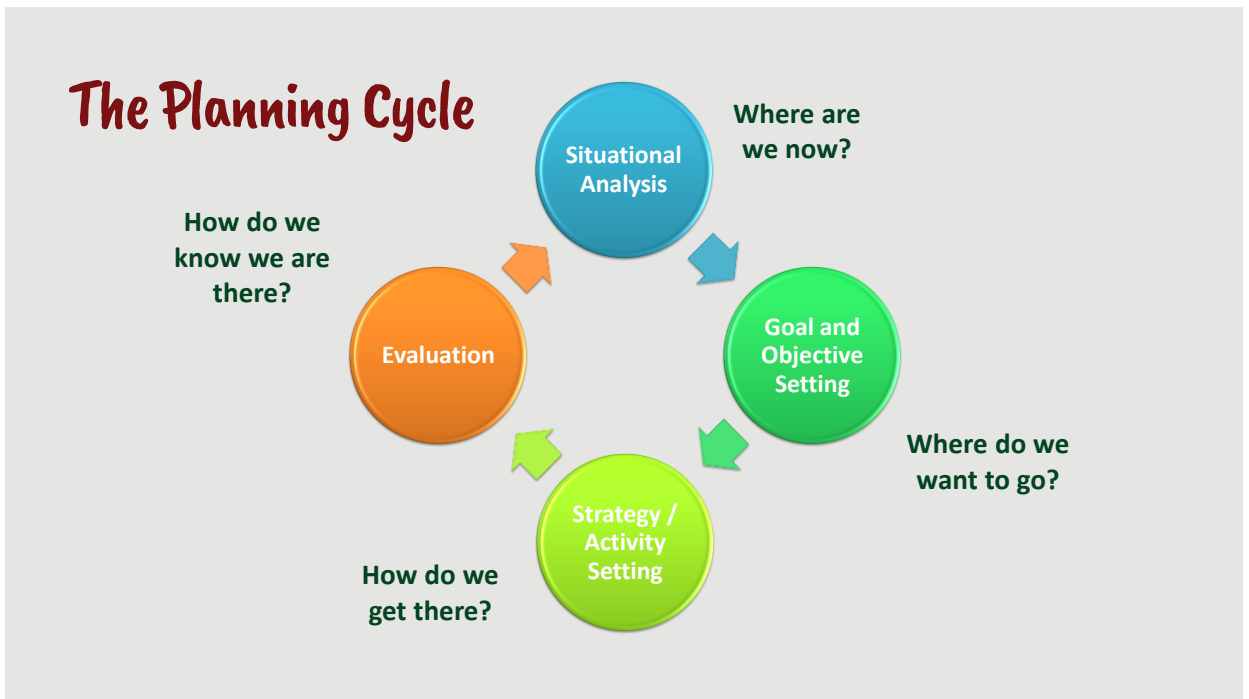 The Planning Cycle
Situational
Analysis
Where are
we now?
Goal and
Objective
Setting
Where do we
want to go?
Strategy /
Activity
Setting
How do we
get there?
Evaluation
How do we
know we are
there?